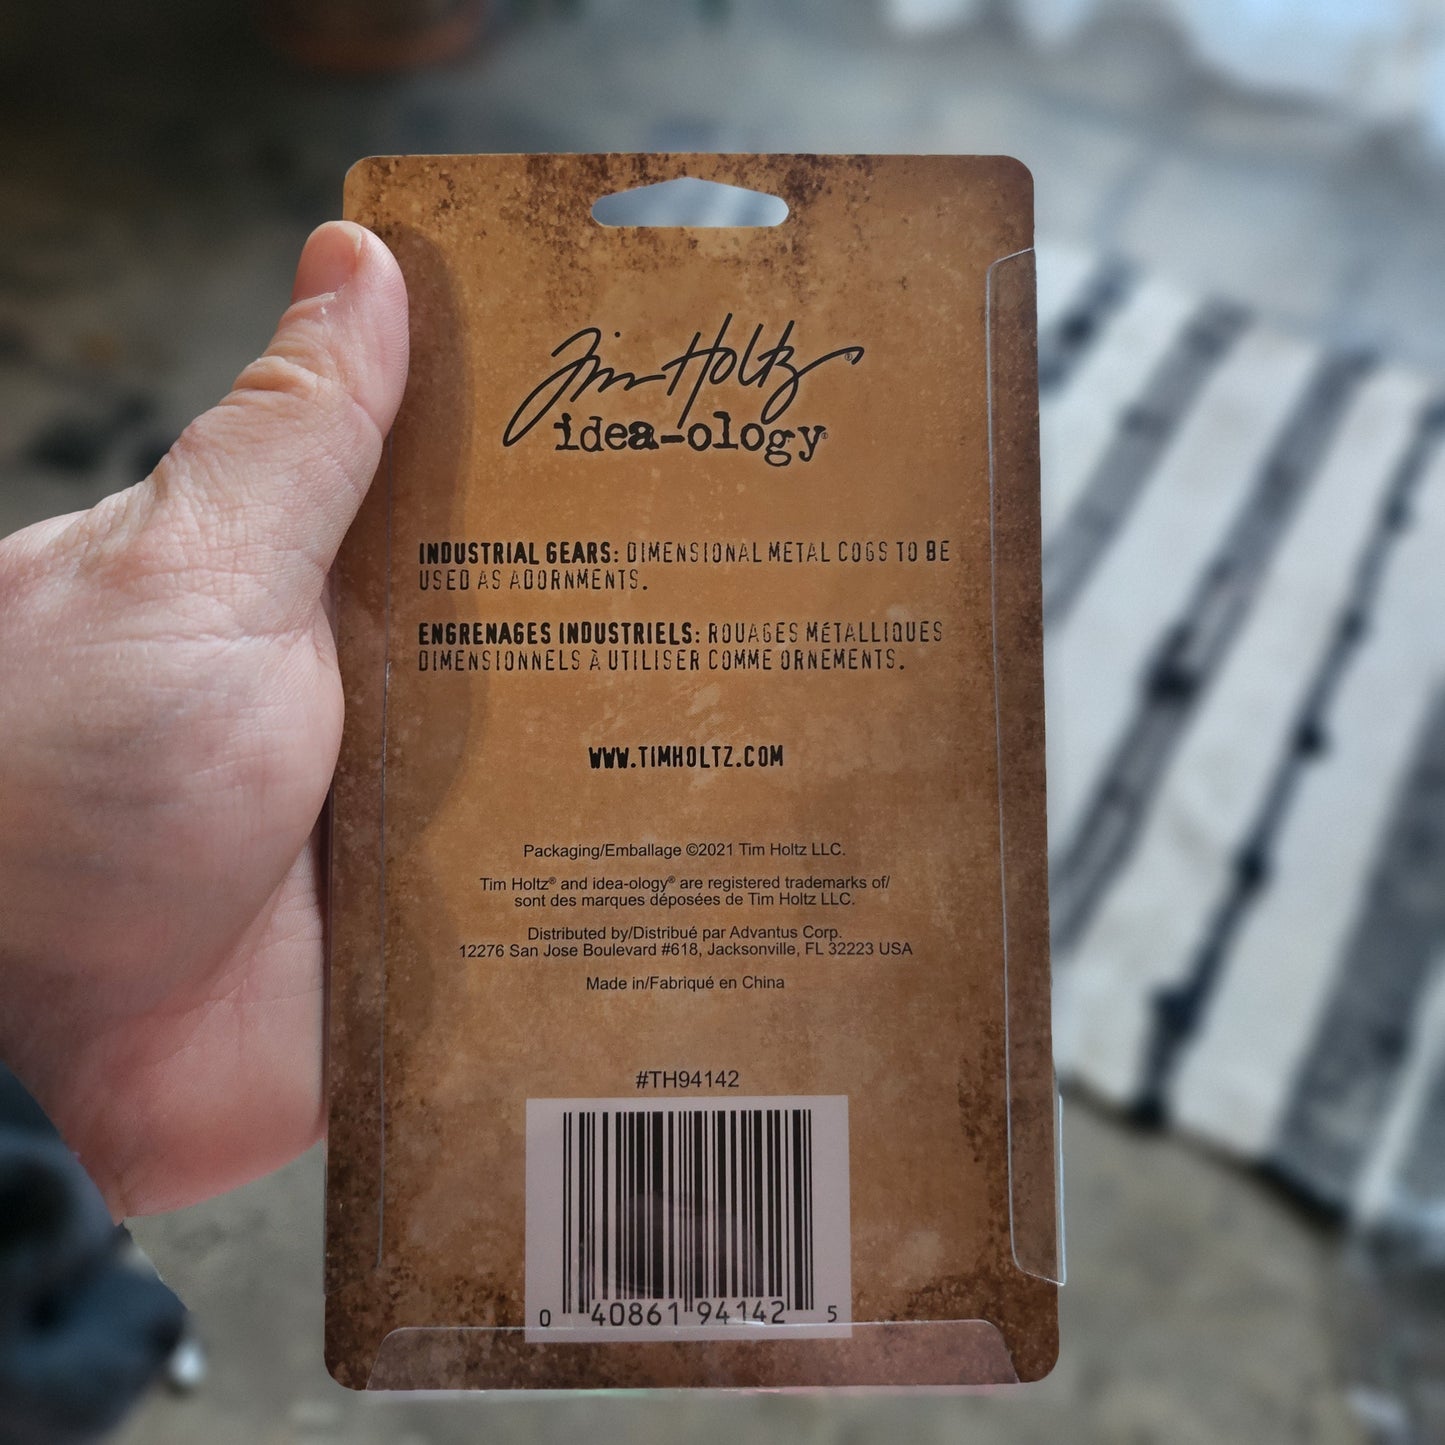 Tim Holtz®
idea-ology®
INDUSTRIAL GEARS: DIMENSIONAL METAL COGS TO BE
USED AS ADORNMENTS.
ENGRENAGES INDUSTRIELS: ROUAGES MÉTALLIQUES
DIMENSIONNELS À UTILISER COMME ORNEMENTS.
WWW.TIMHOLTZ.COM
Packaging/Emballage ©2021 Tim Holtz LLC.
Tim Holtz® and idea-ology® are registered trademarks of/
sont des marques déposées de Tim Holtz LLC.
Distributed by/Distribué par Advantus Corp.
12276 San Jose Boulevard #618, Jacksonville, FL 32223 USA
Made in/Fabriqué en China
#TH94142
0 40861 94142 5